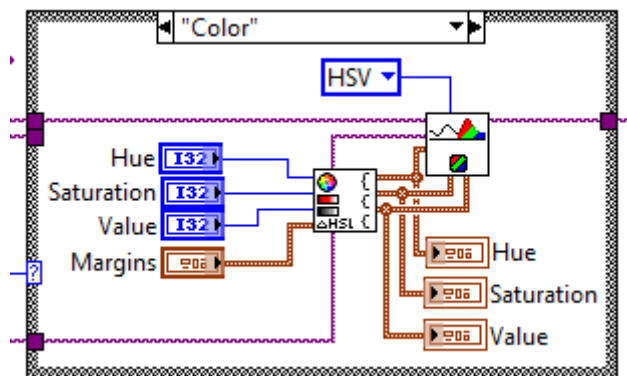 "Color"
HSV
Hue I32
Saturation I32
Value I32
△HSL
Margins
?
Hue
Saturation
Value